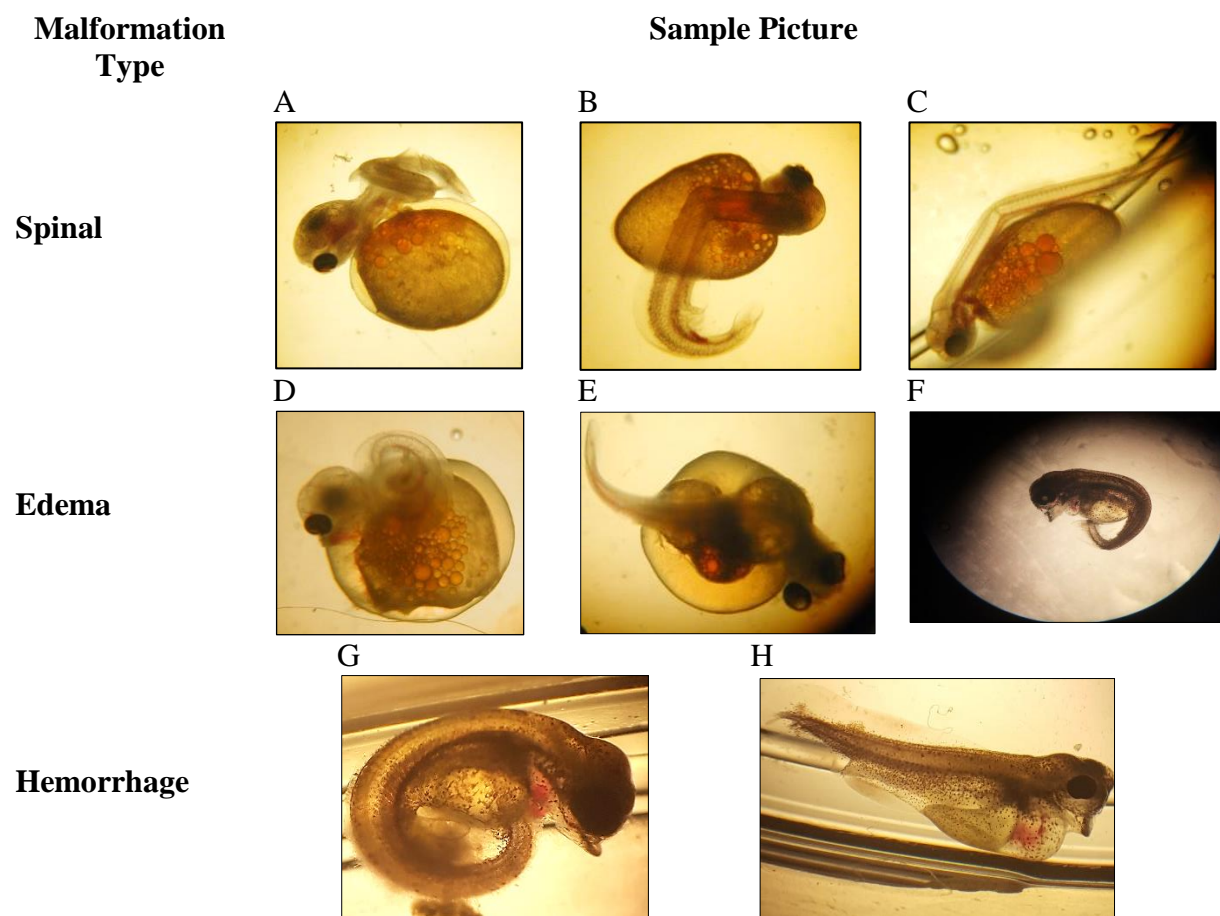 Malformation Type
Sample Picture
A
B
C
Spinal
D
E
F
Edema
G
H
Hemorrhage